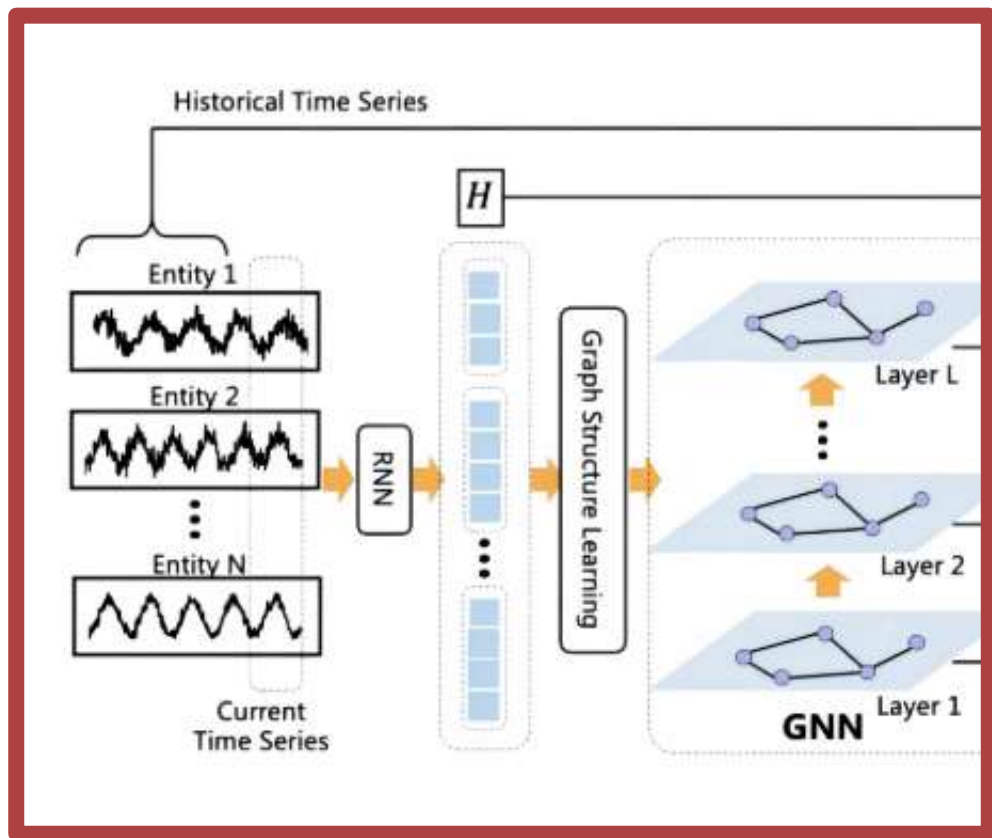 Historical Time Series
H
Entity 1
Entity 2
Entity N
Current
Time Series
RNN
Graph Structure Learning
Layer L
Layer 2
Layer 1
GNN